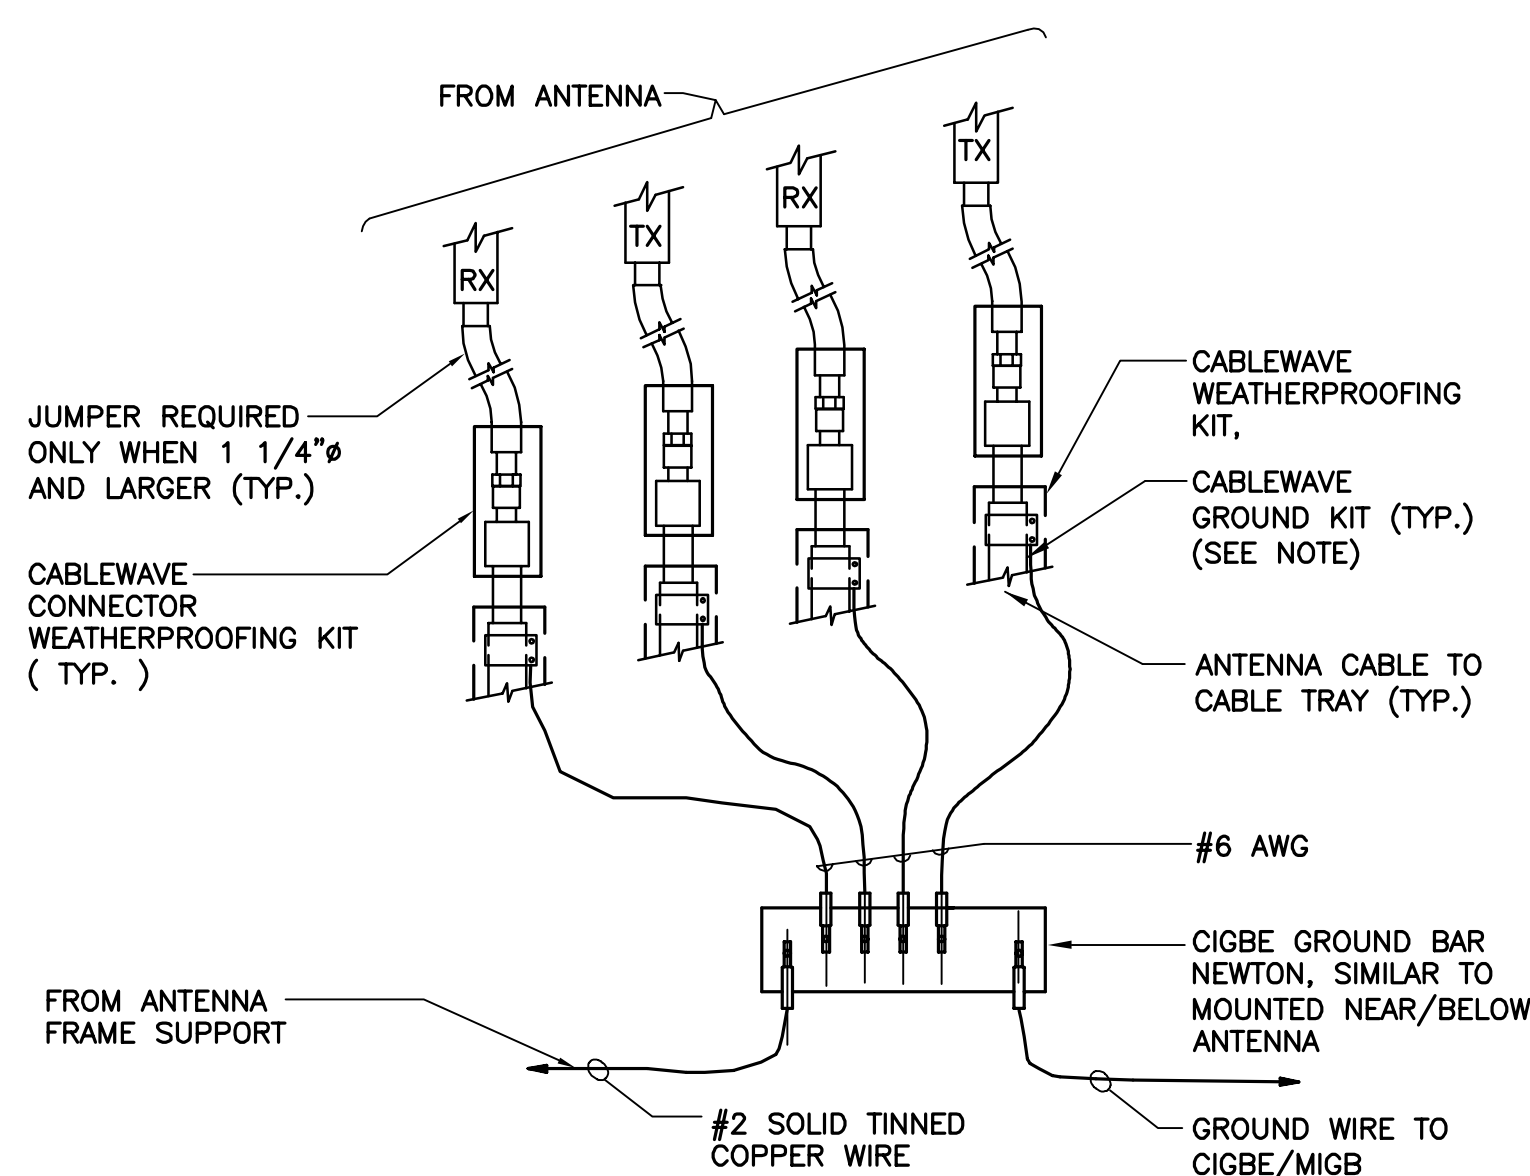 FROM ANTENNA
TX
RX
TX
RX
JUMPER REQUIRED
ONLY WHEN 1 1/4"ø
AND LARGER (TYP.)
CABLEWAVE
CONNECTOR
WEATHERPROOFING KIT
( TYP. )
CABLEWAVE
WEATHERPROOFING
KIT,
CABLEWAVE
GROUND KIT (TYP.)
(SEE NOTE)
ANTENNA CABLE TO
CABLE TRAY (TYP.)
#6 AWG
CIGBE GROUND BAR
NEWTON, SIMILAR TO
MOUNTED NEAR/BELOW
ANTENNA
FROM ANTENNA
FRAME SUPPORT
#2 SOLID TINNED
COPPER WIRE
GROUND WIRE TO
CIGBE/MIGB